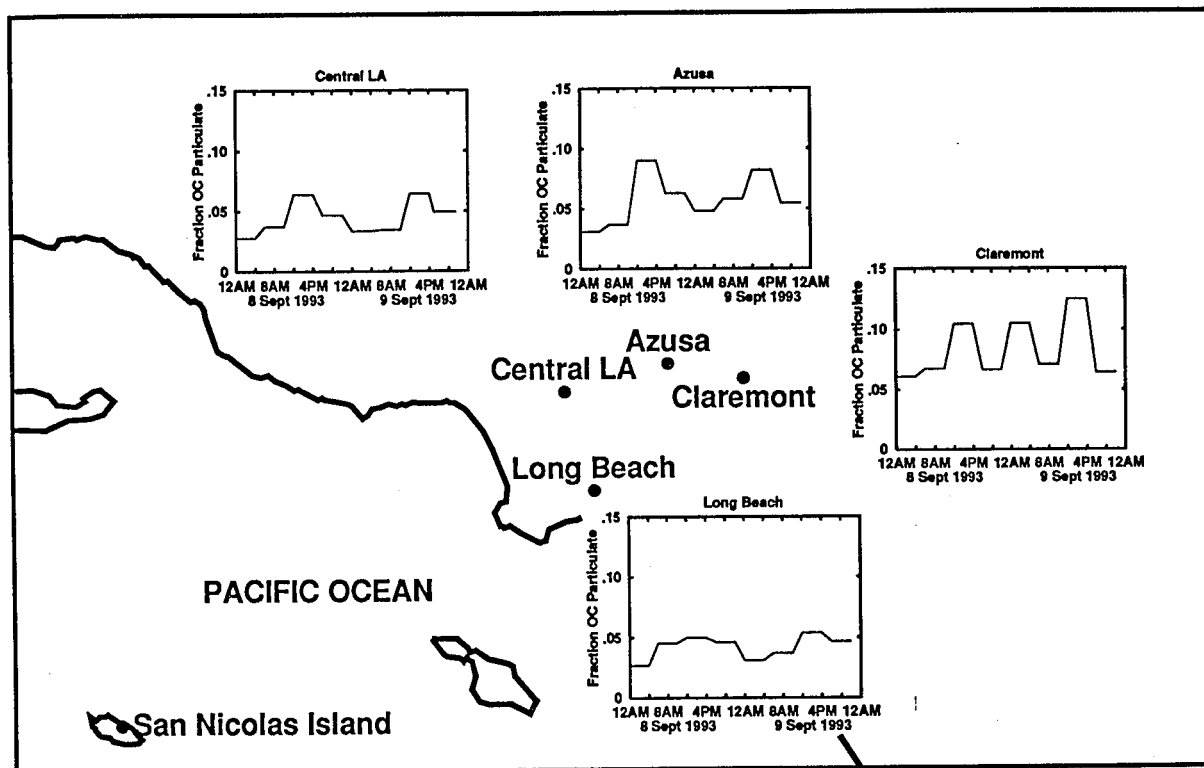 Central LA
Fraction OC Particulate
.15
.10
.05
0
12AM 8AM 4PM 12AM 8AM 4PM 12AM
8 Sept 1993 9 Sept 1993
Azusa
Fraction OC Particulate
.15
.10
.05
0
12AM 8AM 4PM 12AM 8AM 4PM 12AM
8 Sept 1993 9 Sept 1993
Claremont
Fraction OC Particulate
.15
.10
.05
0
12AM 8AM 4PM 12AM 8AM 4PM 12AM
8 Sept 1993 9 Sept 1993
Azusa
Central LA
Claremont
Long Beach
Long Beach
Fraction OC Particulate
.15
.10
.05
0
12AM 8AM 4PM 12AM 8AM 4PM 12AM
8 Sept 1993 9 Sept 1993
PACIFIC OCEAN
San Nicolas Island